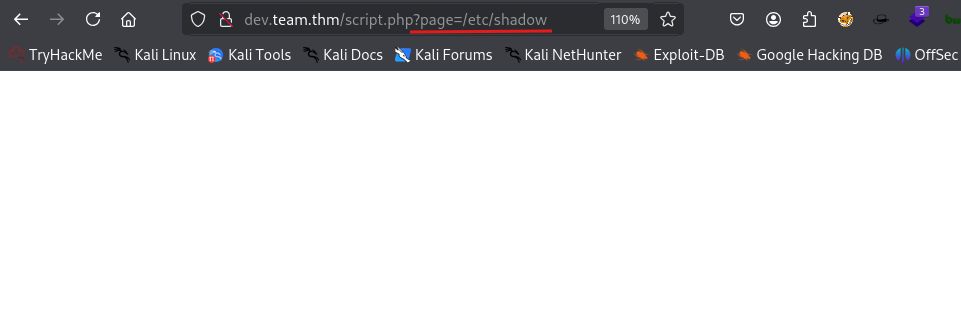 dev.team.thm/script.php?page=/etc/shadow 110% 3
TryHackMe Kali Linux Kali Tools Kali Docs Kali Forums Kali NetHunter Exploit-DB Google Hacking DB OffSec